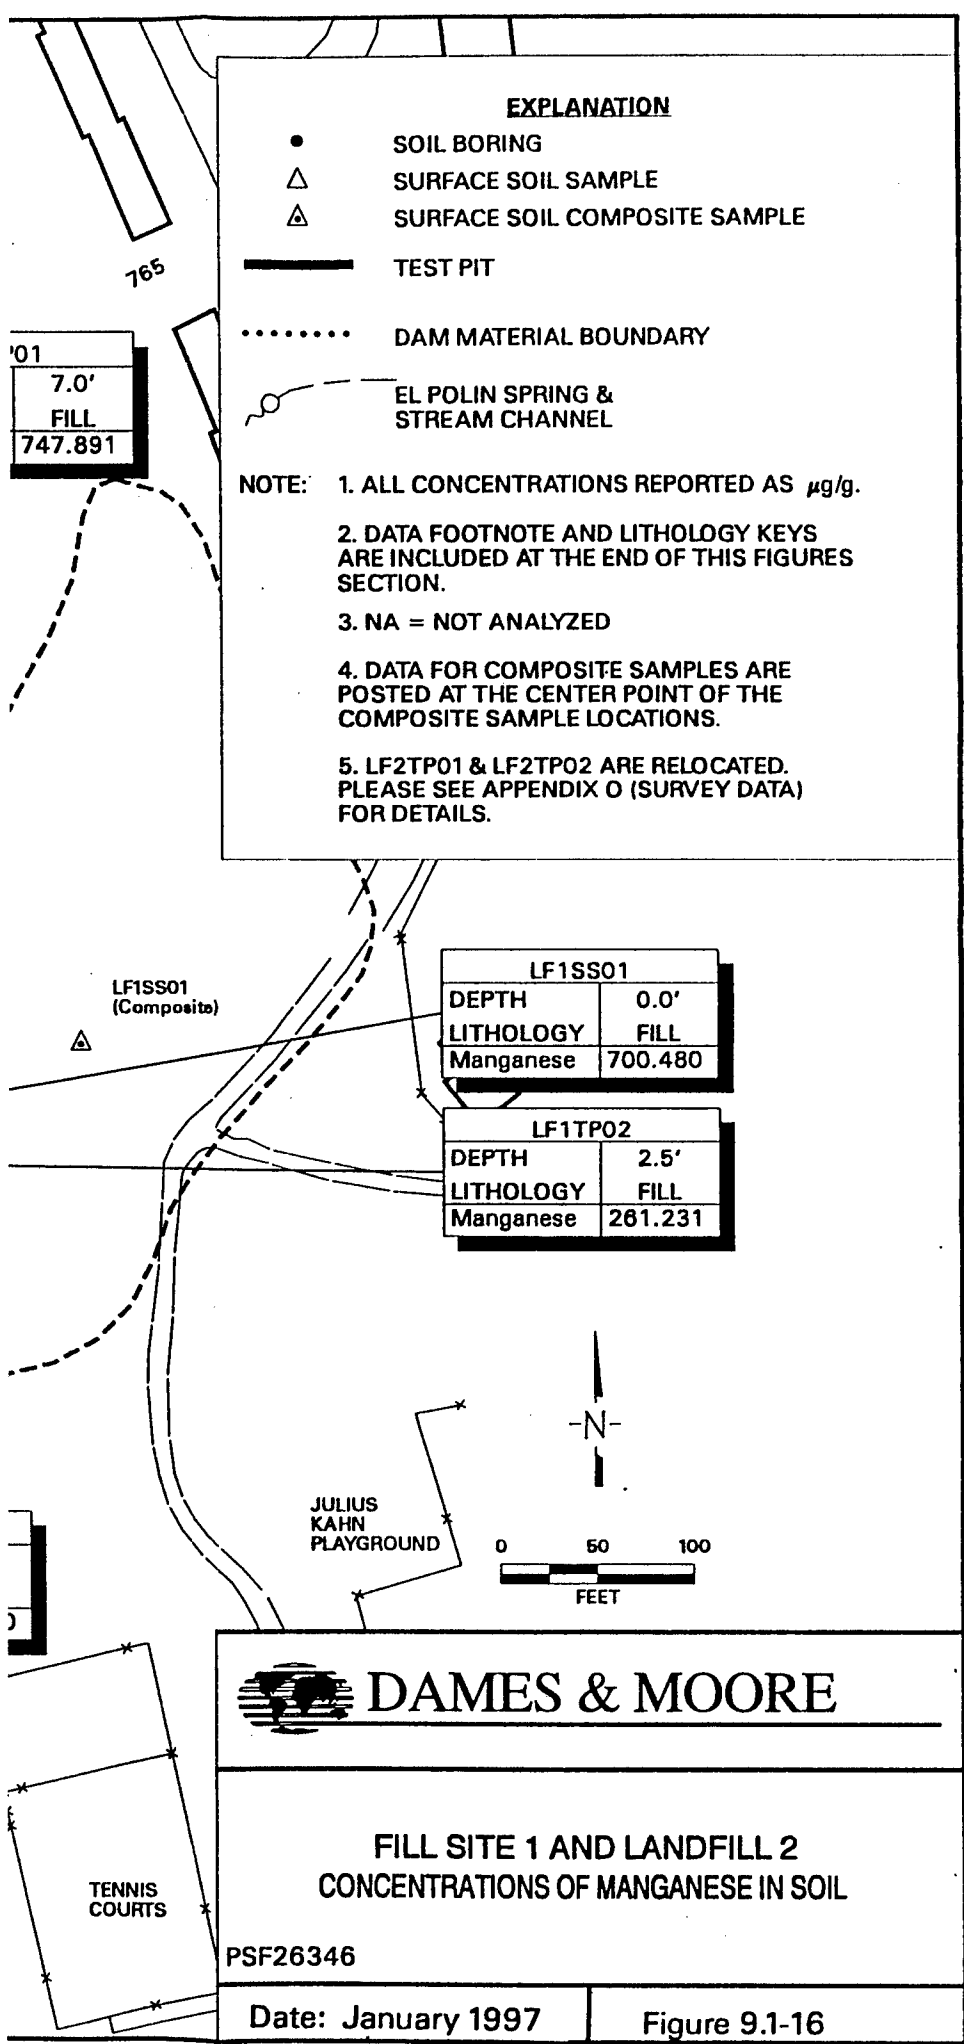 EXPLANATION
SOIL BORING
SURFACE SOIL SAMPLE
SURFACE SOIL COMPOSITE SAMPLE
TEST PIT
DAM MATERIAL BOUNDARY
EL POLIN SPRING &
STREAM CHANNEL
NOTE: 1. ALL CONCENTRATIONS REPORTED AS µg/g.
2. DATA FOOTNOTE AND LITHOLOGY KEYS
ARE INCLUDED AT THE END OF THIS FIGURES
SECTION.
3. NA = NOT ANALYZED
4. DATA FOR COMPOSITE SAMPLES ARE
POSTED AT THE CENTER POINT OF THE
COMPOSITE SAMPLE LOCATIONS.
5. LF2TP01 & LF2TP02 ARE RELOCATED.
PLEASE SEE APPENDIX O (SURVEY DATA)
FOR DETAILS.
765
'01
7.0'
FILL
747.891
LF1SS01
(Composite)
LF1SS01
DEPTH 0.0'
LITHOLOGY FILL
Manganese 700.480
LF1TP02
DEPTH 2.5'
LITHOLOGY FILL
Manganese 261.231
-N-
JULIUS
KAHN
PLAYGROUND
0 50 100
FEET
TENNIS
COURTS
DAMES & MOORE
FILL SITE 1 AND LANDFILL 2
CONCENTRATIONS OF MANGANESE IN SOIL
PSF26346
Date: January 1997
Figure 9.1-16